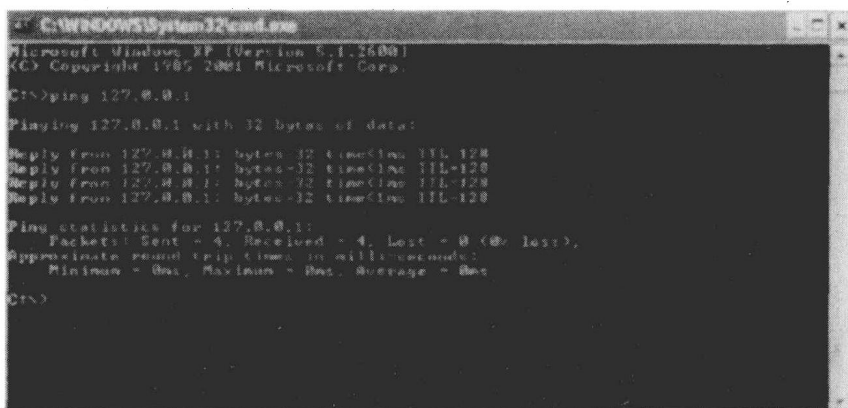 C:\WINDOWS\System32\cmd.exe
Microsoft Windows XP [Version 5.1.2600]
(C) Copyright 1985 2001 Microsoft Corp.
C:\>ping 127.0.0.1
Pinging 127.0.0.1 with 32 bytes of data:
Reply from 127.0.0.1: bytes=32 time<1ms TTL=128
Reply from 127.0.0.1: bytes=32 time<1ms TTL=128
Reply from 127.0.0.1: bytes=32 time<1ms TTL=128
Reply from 127.0.0.1: bytes=32 time<1ms TTL=128
Ping statistics for 127.0.0.1:
Packets: Sent = 4, Received = 4, Lost = 0 (0% loss),
Approximate round trip times in milli-seconds:
Minimum = 0ms, Maximum = 0ms, Average = 0ms
C:\>